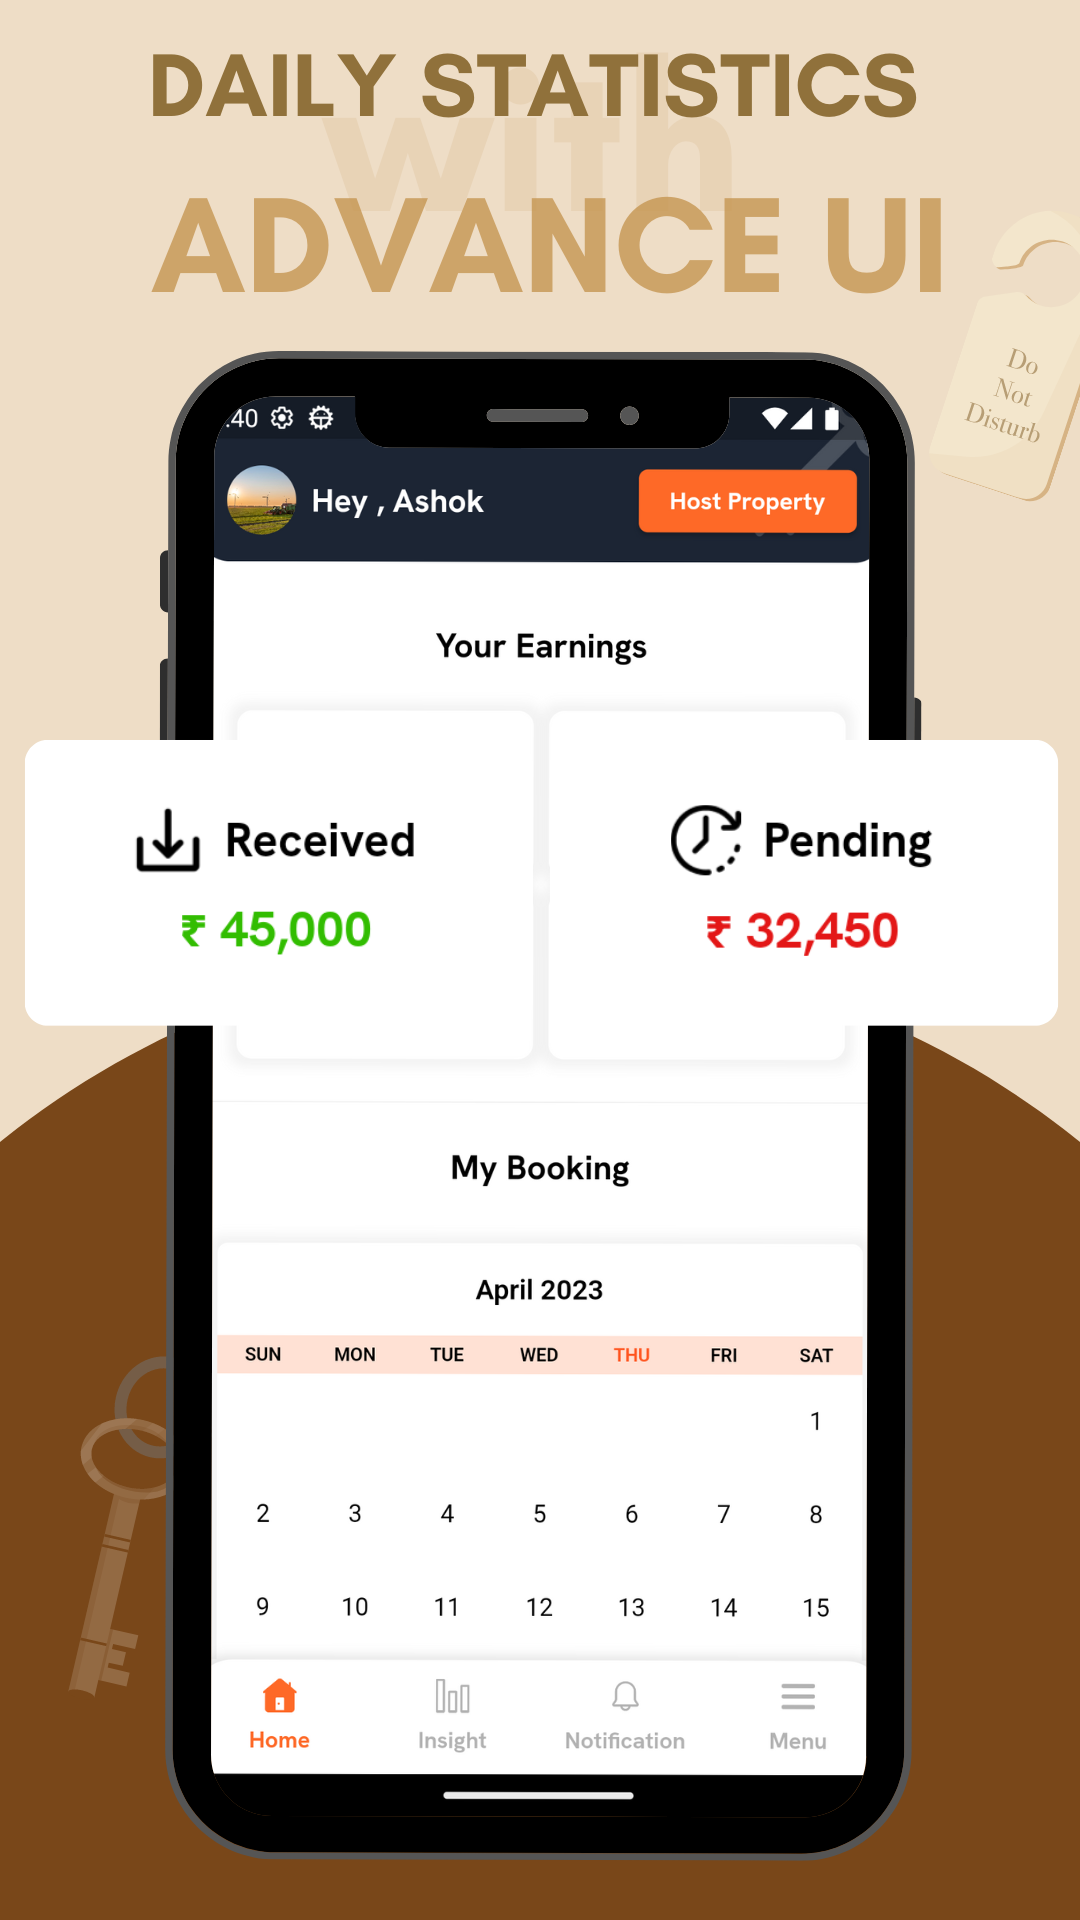 DAILY STATISTICS
with
ADVANCE UI
Do
Not
Disturb
:40
Hey , Ashok
Host Property
Your Earnings
Received
₹ 45,000
Pending
₹ 32,450
My Booking
April 2023
SUN MON TUE WED THU FRI SAT
1
2 3 4 5 6 7 8
9 10 11 12 13 14 15
Home Insight Notification Menu